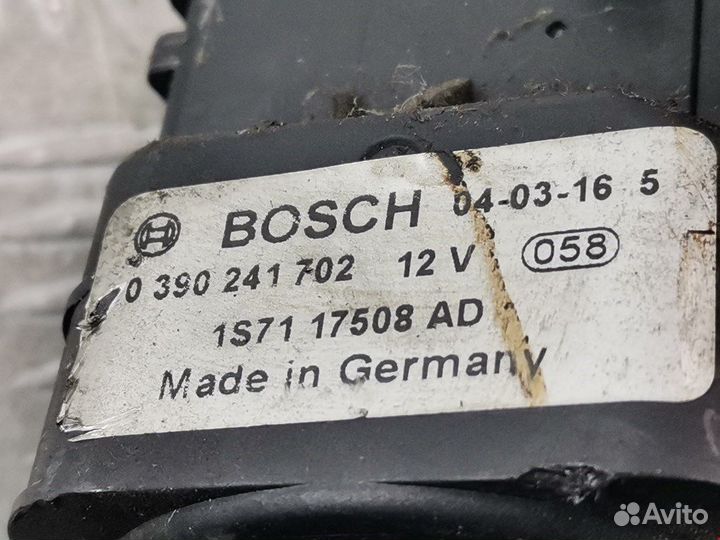 BOSCH 04-03-16 5
0 390 241 702 12 V 058
1S71 17508 AD
Made in Germany
Avito